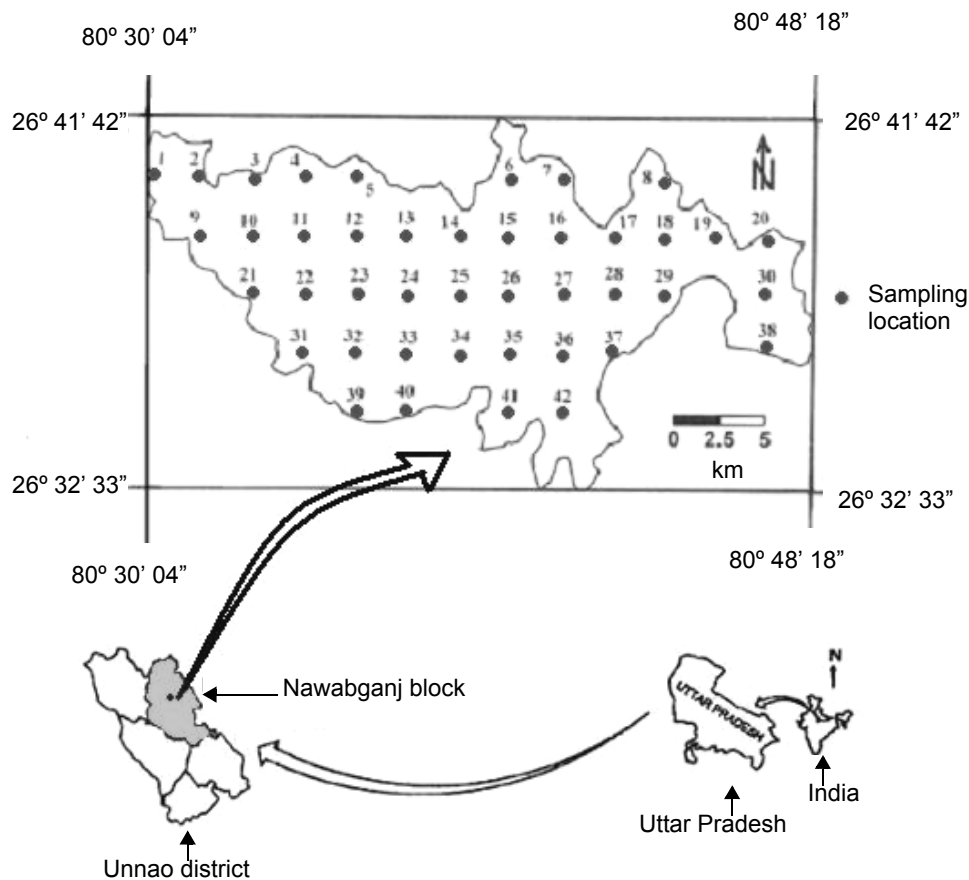 80º 30’ 04”
80º 48’ 18”
26º 41’ 42”
26º 41’ 42”
N
1 2 3 4 5 6 7 8
9 10 11 12 13 14 15 16 17 18 19 20
21 22 23 24 25 26 27 28 29 30
Sampling
location
31 32 33 34 35 36 37 38
39 40 41 42
0 2.5 5
km
26º 32’ 33”
26º 32’ 33”
80º 30’ 04”
80º 48’ 18”
Nawabganj block
UTTAR PRADESH
N
India
Uttar Pradesh
Unnao district